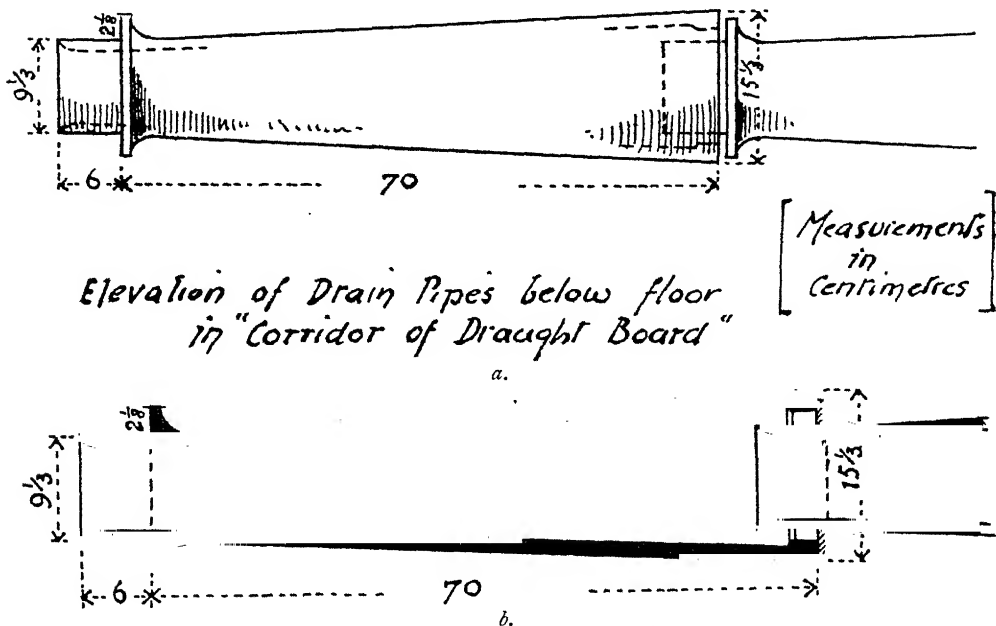 2⅛
9⅓
15⅓
6
70
[Measurements
in
Centimetres]
Elevation of Drain Pipes below floor
in "Corridor of Draught Board"
a.
2⅛
9⅓
15⅓
6
70
b.